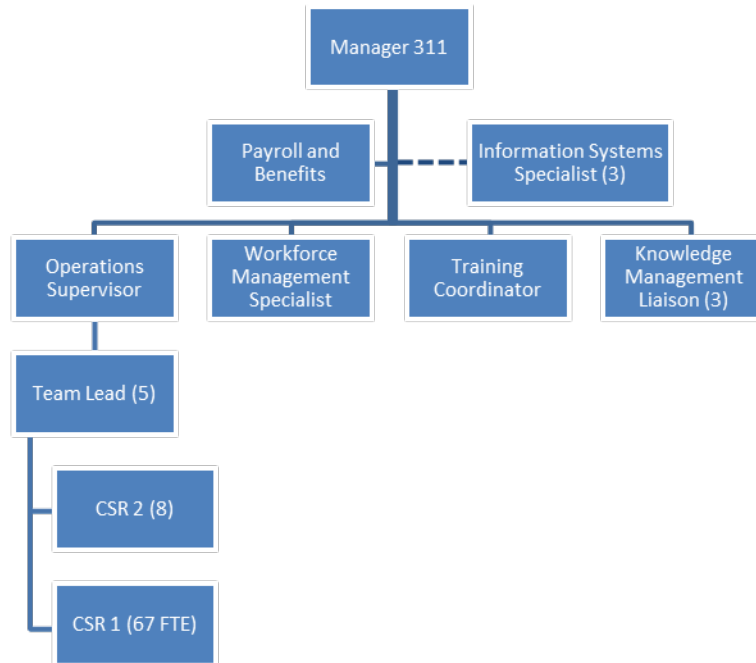 Manager 311
Payroll and
Benefits
Information Systems
Specialist (3)
Operations
Supervisor
Workforce
Management
Specialist
Training
Coordinator
Knowledge
Management
Liaison (3)
Team Lead (5)
CSR 2 (8)
CSR 1 (67 FTE)